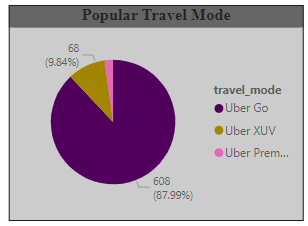 Popular Travel Mode
68
(9.84%)
travel_mode
Uber Go
Uber XUV
Uber Prem...
608
(87.99%)